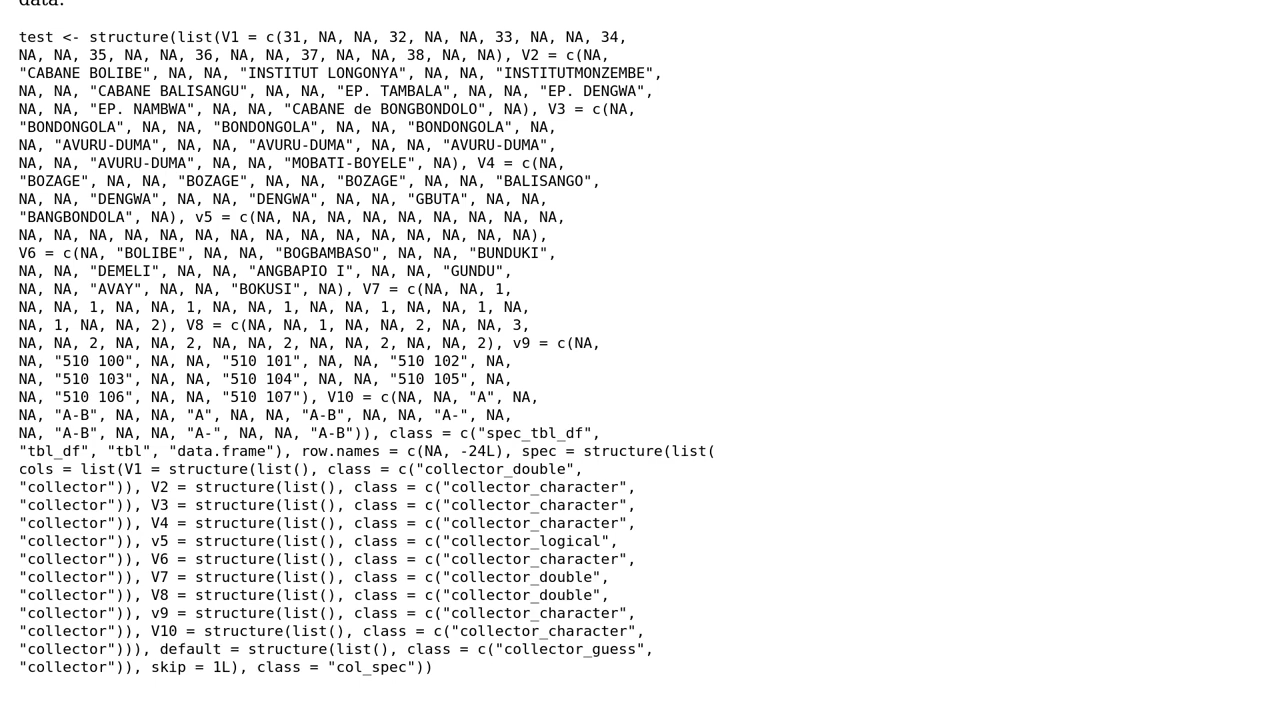 data:
test <- structure(list(V1 = c(31, NA, NA, 32, NA, NA, 33, NA, NA, 34,
NA, NA, 35, NA, NA, 36, NA, NA, 37, NA, NA, 38, NA, NA), V2 = c(NA,
"CABANE BOLIBE", NA, NA, "INSTITUT LONGONYA", NA, NA, "INSTITUTMONZEMBE",
NA, NA, "CABANE BALISANGU", NA, NA, "EP. TAMBALA", NA, NA, "EP. DENGWA",
NA, NA, "EP. NAMBWA", NA, NA, "CABANE de BONGBONDOLO", NA), V3 = c(NA,
"BONDONGOLA", NA, NA, "BONDONGOLA", NA, NA, "BONDONGOLA", NA,
NA, "AVURU-DUMA", NA, NA, "AVURU-DUMA", NA, NA, "AVURU-DUMA",
NA, NA, "AVURU-DUMA", NA, NA, "MOBATI-BOYELE", NA), V4 = c(NA,
"BOZAGE", NA, NA, "BOZAGE", NA, NA, "BOZAGE", NA, NA, "BALISANGO",
NA, NA, "DENGWA", NA, NA, "DENGWA", NA, NA, "GBUTA", NA, NA,
"BANGBONDOLA", NA), v5 = c(NA, NA, NA, NA, NA, NA, NA, NA, NA,
NA, NA, NA, NA, NA, NA, NA, NA, NA, NA, NA, NA, NA, NA, NA),
V6 = c(NA, "BOLIBE", NA, NA, "BOGBAMBASO", NA, NA, "BUNDUKI",
NA, NA, "DEMELI", NA, NA, "ANGBAPIO I", NA, NA, "GUNDU",
NA, NA, "AVAY", NA, NA, "BOKUSI", NA), V7 = c(NA, NA, 1,
NA, NA, 1, NA, NA, 1, NA, NA, 1, NA, NA, 1, NA, NA, 1, NA,
NA, 1, NA, NA, 2), V8 = c(NA, NA, 1, NA, NA, 2, NA, NA, 3,
NA, NA, 2, NA, NA, 2, NA, NA, 2, NA, NA, 2, NA, NA, 2), v9 = c(NA,
NA, "510 100", NA, NA, "510 101", NA, NA, "510 102", NA,
NA, "510 103", NA, NA, "510 104", NA, NA, "510 105", NA,
NA, "510 106", NA, NA, "510 107"), V10 = c(NA, NA, "A", NA,
NA, "A-B", NA, NA, "A", NA, NA, "A-B", NA, NA, "A-", NA,
NA, "A-B", NA, NA, "A-", NA, NA, "A-B")), class = c("spec_tbl_df",
"tbl_df", "tbl", "data.frame"), row.names = c(NA, -24L), spec = structure(list(
cols = list(V1 = structure(list(), class = c("collector_double",
"collector")), V2 = structure(list(), class = c("collector_character",
"collector")), V3 = structure(list(), class = c("collector_character",
"collector")), V4 = structure(list(), class = c("collector_character",
"collector")), v5 = structure(list(), class = c("collector_logical",
"collector")), V6 = structure(list(), class = c("collector_character",
"collector")), V7 = structure(list(), class = c("collector_double",
"collector")), V8 = structure(list(), class = c("collector_double",
"collector")), v9 = structure(list(), class = c("collector_character",
"collector")), V10 = structure(list(), class = c("collector_character",
"collector"))), default = structure(list(), class = c("collector_guess",
"collector")), skip = 1L), class = "col_spec"))